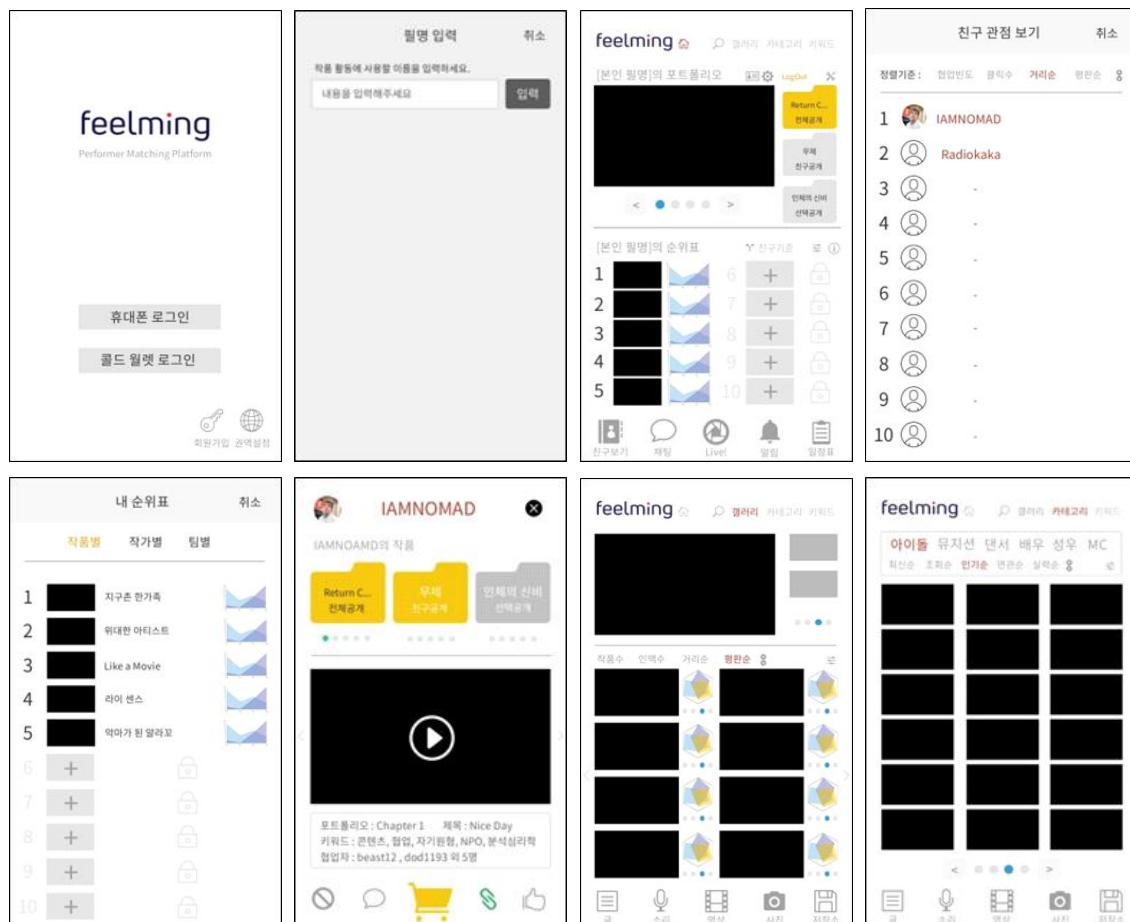 feelming
Performer Matching Platform
휴대폰 로그인
콜드 월렛 로그인
회원가입 권역설정
필명 입력 취소
작품 활동에 사용할 이름을 입력하세요.
내용을 입력해주세요 입력
feelming 갤러리 카테고리 키워드
[본인 필명]의 포트폴리오 LogOut
Return C...
전체공개
우체
친구공개
인체의 신비
선택공개
< >
[본인 필명]의 순위표 친구기준
1 6 +
2 7 +
3 8 +
4 9 +
5 10 +
친구보기 채팅 Live! 알림 일정표
친구 관점 보기 취소
정렬기준 : 협업빈도 클릭수 거리순 평판순
1 IAMNOMAD
2 Radiokaka
3 -
4 -
5 -
6 -
7 -
8 -
9 -
10 -
내 순위표 취소
작품별 작가별 팀별
1 지구촌 한가족
2 위대한 아티스트
3 Like a Movie
4 라이 센스
5 악마가 된 알라꼬
6 +
7 +
8 +
9 +
10 +
IAMNOMAD
IAMNOAMD의 작품
Return C... 우체 인체의 신비
전체공개 친구공개 선택공개
포트폴리오 : Chapter 1 제목 : Nice Day
키워드 : 콘텐츠, 협업, 자기원형, NPO, 분석심리학
협업자 : beast12 , dod1193 외 5명
feelming 갤러리 카테고리 키워드
작품수 인맥수 거리순 평판순
글 소리 영상 사진 저장소
feelming 갤러리 카테고리 키워드
아이돌 뮤지션 댄서 배우 성우 MC
최신순 조회순 인기순 연관순 실력순
< >
글 소리 영상 사진 저장소